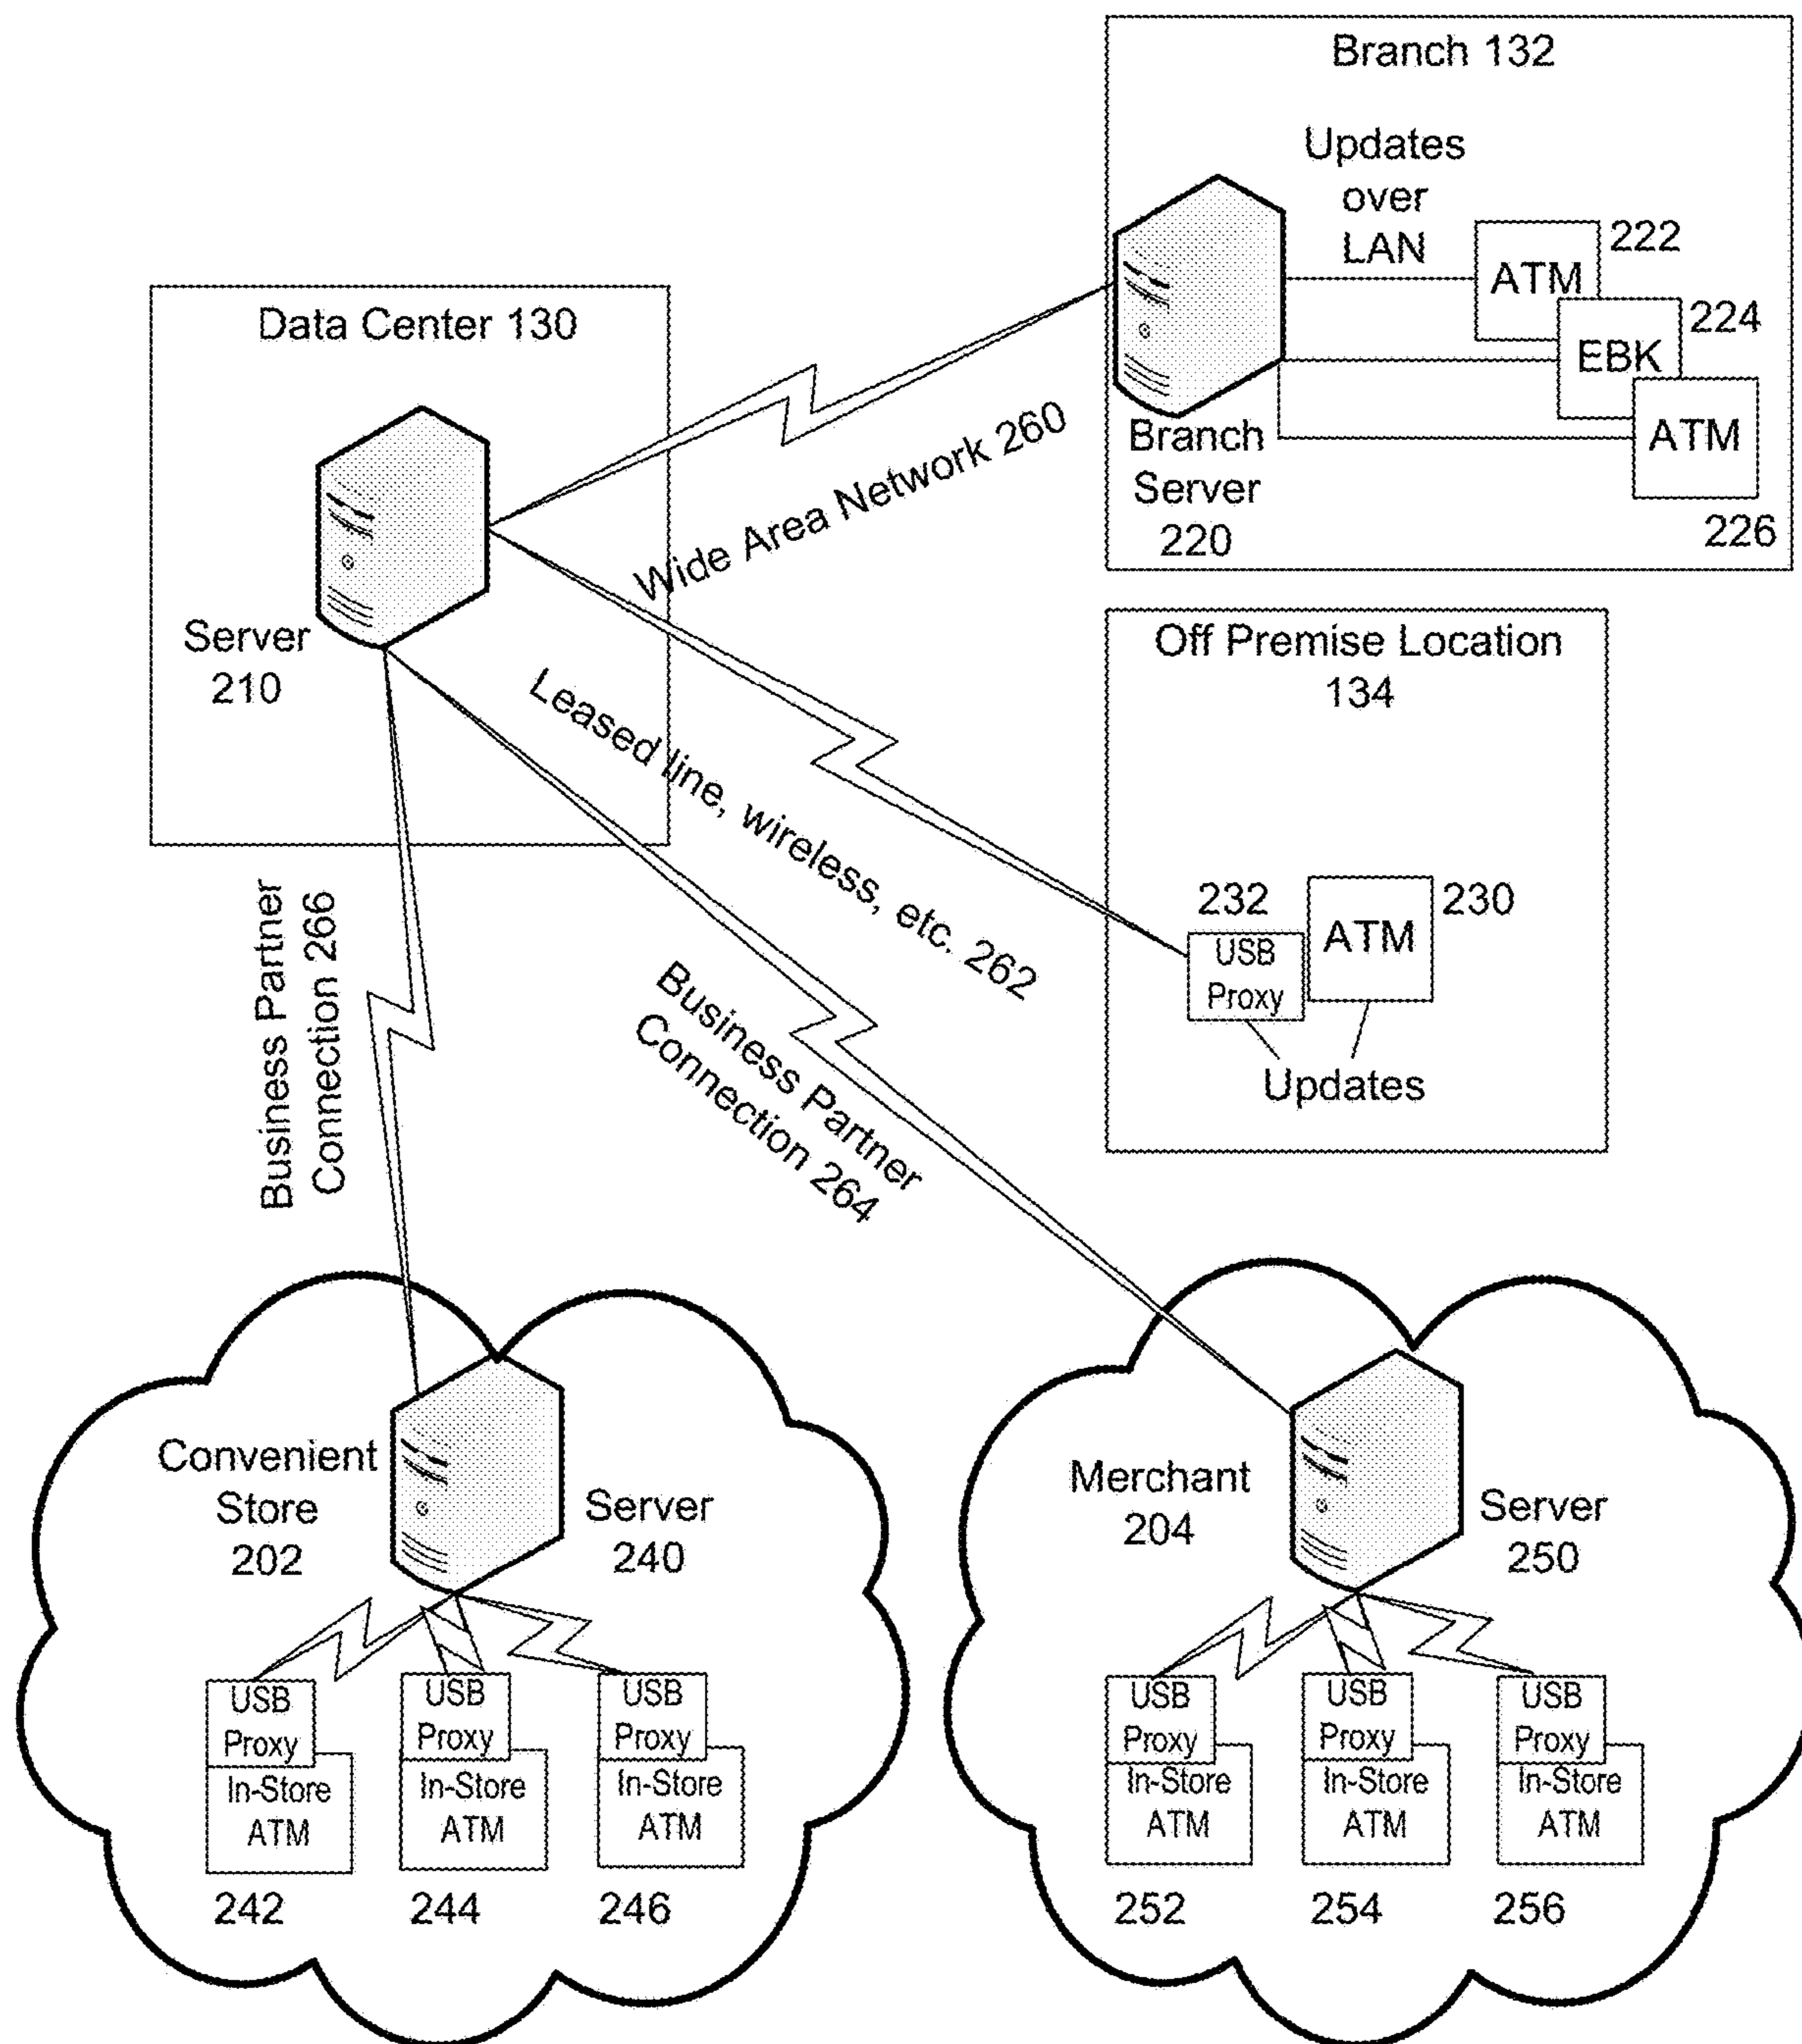 Branch 132
Updates
over
LAN
ATM
222
EBK
224
ATM
226
Branch
Server
220
Data Center 130
Server
210
Wide Area Network 260
Off Premise Location
134
232
USB
Proxy
ATM
230
Updates
Leased line, wireless, etc. 262
Business Partner
Connection 264
Business Partner
Connection 266
Convenient
Store
202
Server
240
USB
Proxy
In-Store
ATM
242
USB
Proxy
In-Store
ATM
244
USB
Proxy
In-Store
ATM
246
Merchant
204
Server
250
USB
Proxy
In-Store
ATM
252
USB
Proxy
In-Store
ATM
254
USB
Proxy
In-Store
ATM
256